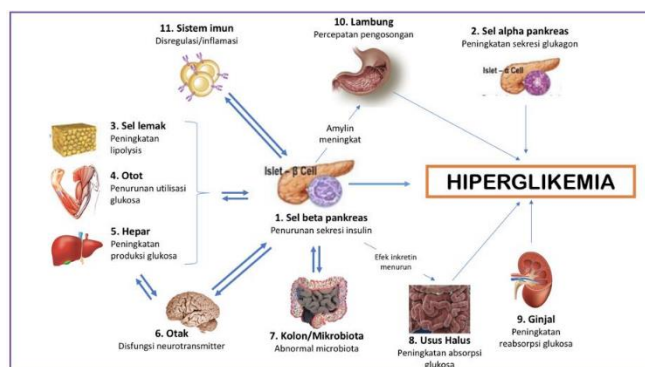 11. Sistem imun
Disregulasi/inflamasi
10. Lambung
Percepatan pengosongan
2. Sel alpha pankreas
Peningkatan sekresi glukagon
Islet – α Cell
3. Sel lemak
Peningkatan lipolysis
4. Otot
Penurunan utilisasi
glukosa
5. Hepar
Peningkatan
produksi glukosa
Amylin
meningkat
Islet – β Cell
1. Sel beta pankreas
Penurunan sekresi insulin
HIPERGLIKEMIA
Efek inkretin
menurun
6. Otak
Disfungsi neurotransmitter
7. Kolon/Mikrobiota
Abnormal microbiota
8. Usus Halus
Peningkatan absorpsi
glukosa
9. Ginjal
Peningkatan
reabsorpsi glukosa